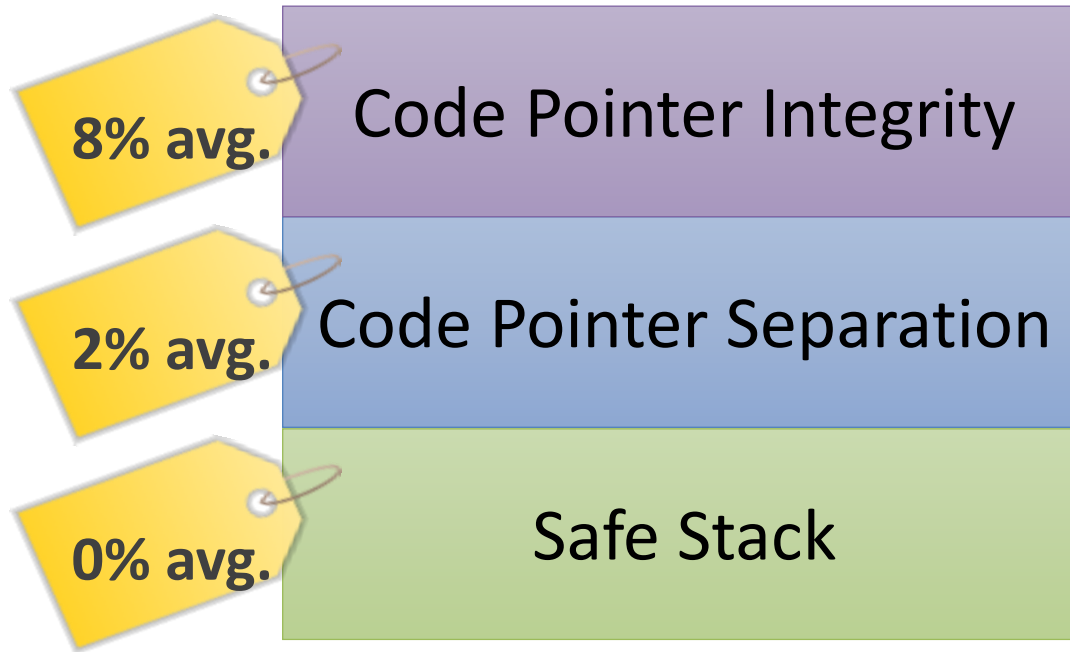 8% avg.
Code Pointer Integrity
2% avg.
Code Pointer Separation
0% avg.
Safe Stack